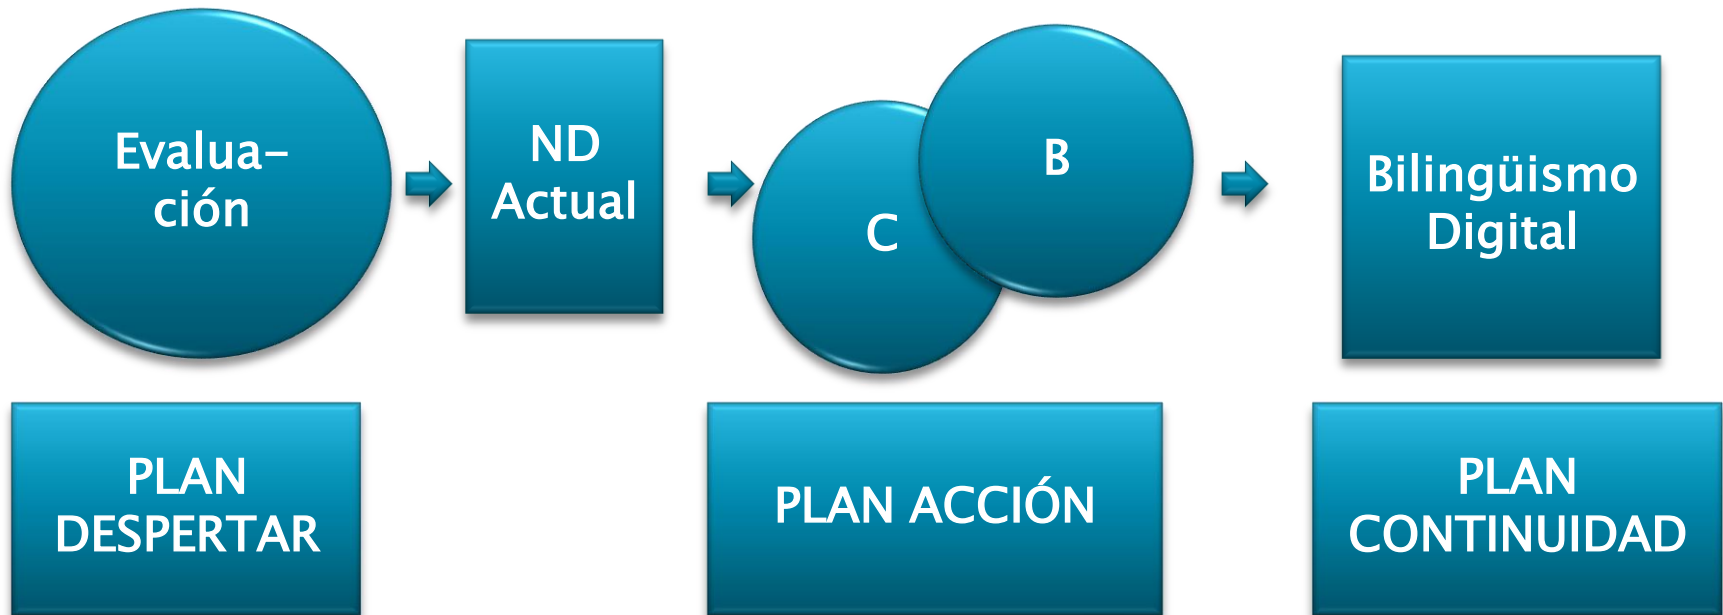 Evalua–
ción
ND
Actual
C
B
Bilingüismo
Digital
PLAN
DESPERTAR
PLAN ACCIÓN
PLAN
CONTINUIDAD